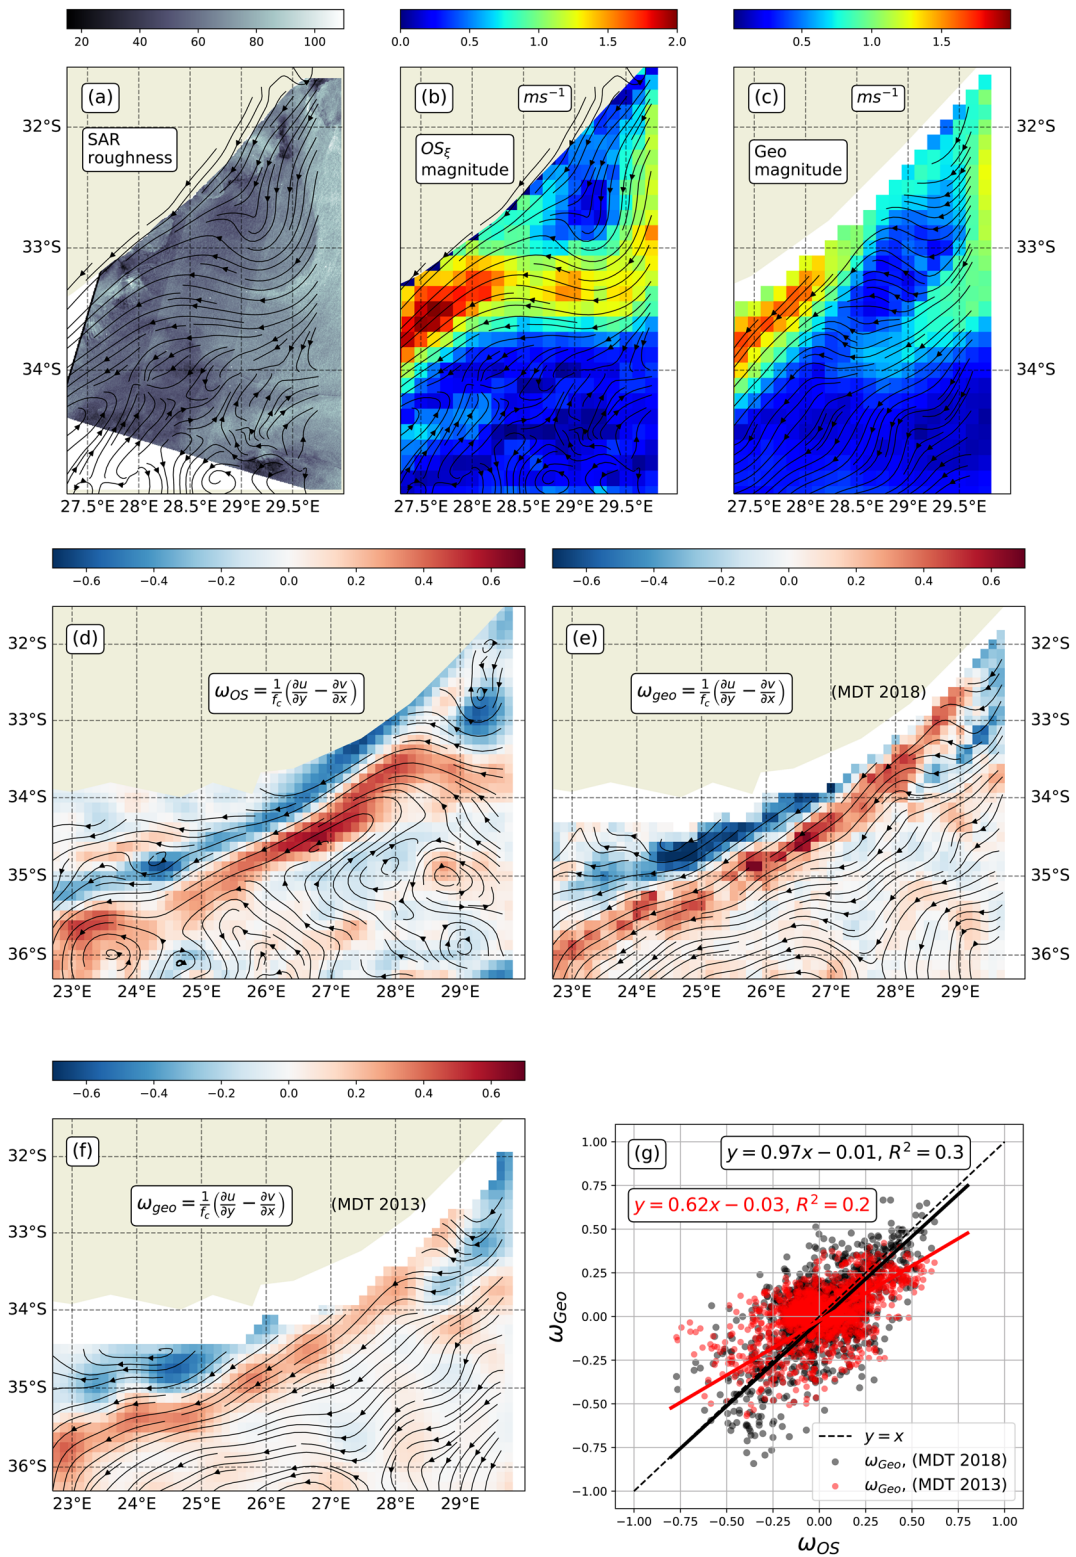 20 40 60 80 100
0.0 0.5 1.0 1.5 2.0
0.5 1.0 1.5
(a)
SAR
roughness
(b)
ms⁻¹
OS_ξ
magnitude
(c)
ms⁻¹
Geo
magnitude
32°S
33°S
34°S
32°S
33°S
34°S
27.5°E 28°E 28.5°E 29°E 29.5°E
27.5°E 28°E 28.5°E 29°E 29.5°E
27.5°E 28°E 28.5°E 29°E 29.5°E
−0.6 −0.4 −0.2 0.0 0.2 0.4 0.6
−0.6 −0.4 −0.2 0.0 0.2 0.4 0.6
(d)
ω_OS = 1/f_c (∂u/∂y − ∂v/∂x)
(e)
ω_geo = 1/f_c (∂u/∂y − ∂v/∂x) (MDT 2018)
32°S
33°S
34°S
35°S
36°S
32°S
33°S
34°S
35°S
36°S
23°E 24°E 25°E 26°E 27°E 28°E 29°E
23°E 24°E 25°E 26°E 27°E 28°E 29°E
−0.6 −0.4 −0.2 0.0 0.2 0.4 0.6
(f)
ω_geo = 1/f_c (∂u/∂y − ∂v/∂x) (MDT 2013)
32°S
33°S
34°S
35°S
36°S
23°E 24°E 25°E 26°E 27°E 28°E 29°E
(g)
y = 0.97x − 0.01, R² = 0.3
y = 0.62x − 0.03, R² = 0.2
1.00
0.75
0.50
0.25
0.00
−0.25
−0.50
−0.75
−1.00
ω_Geo
y = x
ω_Geo, (MDT 2018)
ω_Geo, (MDT 2013)
−1.00 −0.75 −0.50 −0.25 0.00 0.25 0.50 0.75 1.00
ω_OS